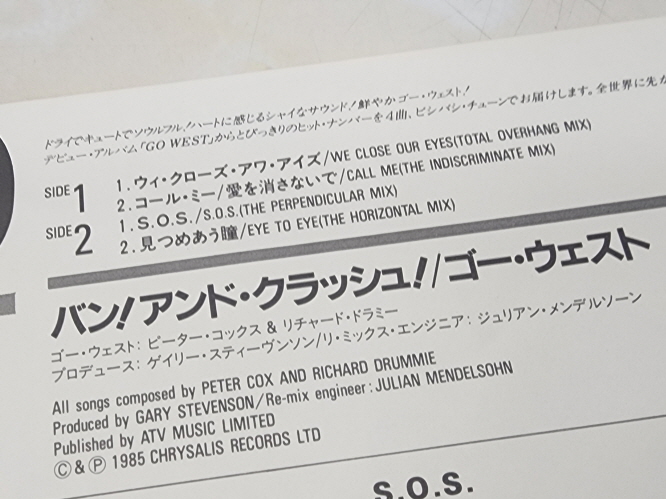 ドライでキュートでソウルフル!ハートに感じるシャイなサウンド!鮮やかゴー・ウェスト!
デビュー・アルバム「GO WEST」からとびっきりのヒット・ナンバーを4曲、ビシバシ・チューンでお届けします。全世界に先が
SIDE 1
1. ウィ・クローズ・アワ・アイズ/WE CLOSE OUR EYES(TOTAL OVERHANG MIX)
2. コール・ミー/愛を消さないで/CALL ME(THE INDISCRIMINATE MIX)
SIDE 2
1. S.O.S./S.O.S.(THE PERPENDICULAR MIX)
2. 見つめあう瞳/EYE TO EYE(THE HORIZONTAL MIX)
バン!アンド・クラッシュ!/ゴー・ウェスト
ゴー・ウェスト: ピーター・コックス & リチャード・ドラミー
プロデュース: ゲイリー・スティーヴンソン/リ・ミックス・エンジニア: ジュリアン・メンデルソーン
All songs composed by PETER COX AND RICHARD DRUMMIE
Produced by GARY STEVENSON/Re-mix engineer: JULIAN MENDELSOHN
Published by ATV MUSIC LIMITED
Ⓒ & Ⓟ 1985 CHRYSALIS RECORDS LTD
S.O.S.